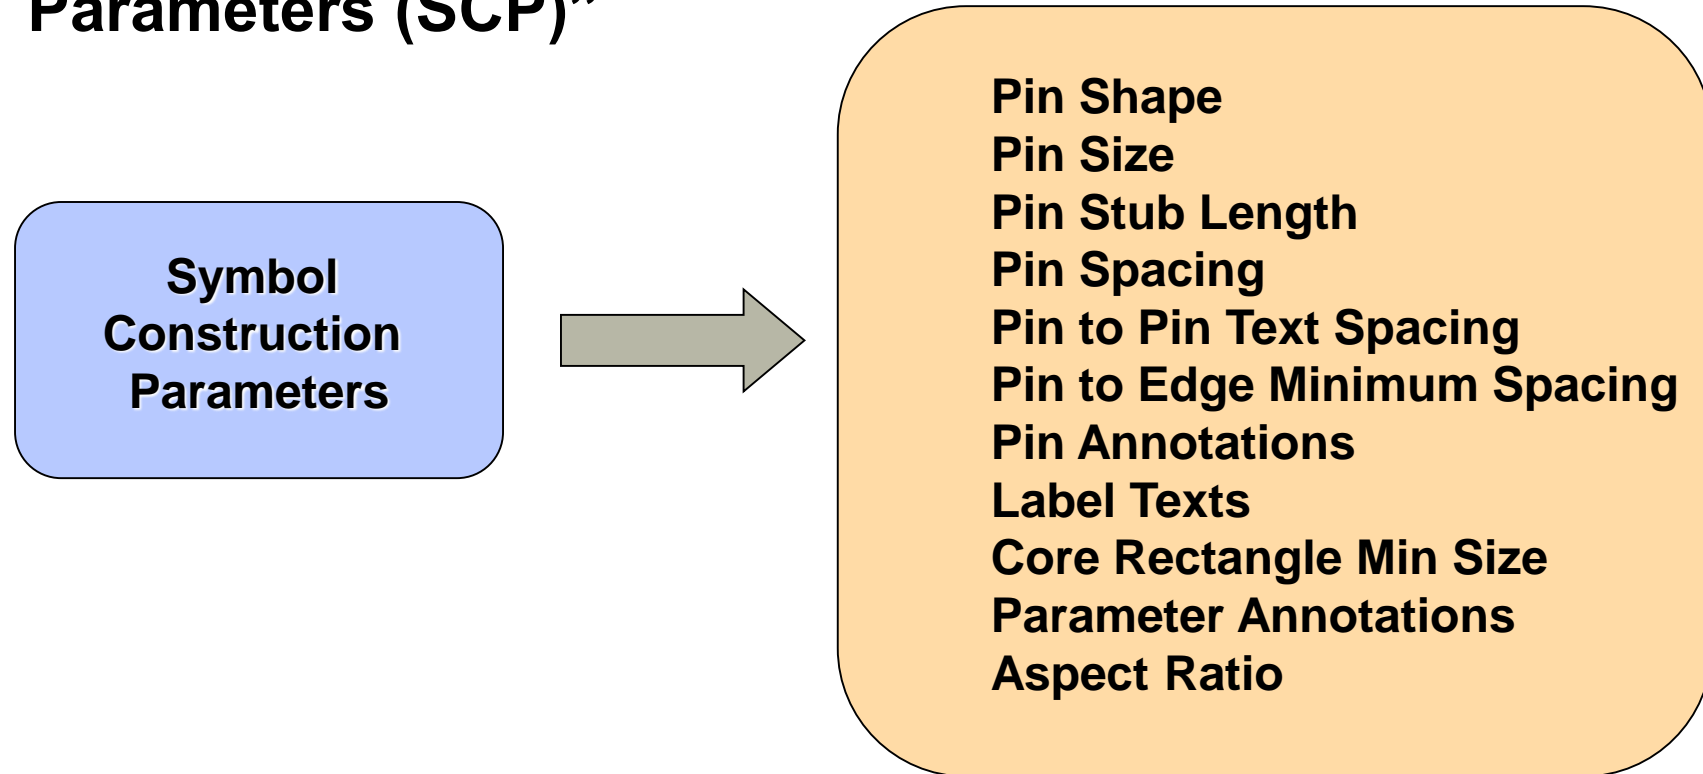 Parameters (SCP)”
Symbol
Construction
Parameters
Pin Shape
Pin Size
Pin Stub Length
Pin Spacing
Pin to Pin Text Spacing
Pin to Edge Minimum Spacing
Pin Annotations
Label Texts
Core Rectangle Min Size
Parameter Annotations
Aspect Ratio